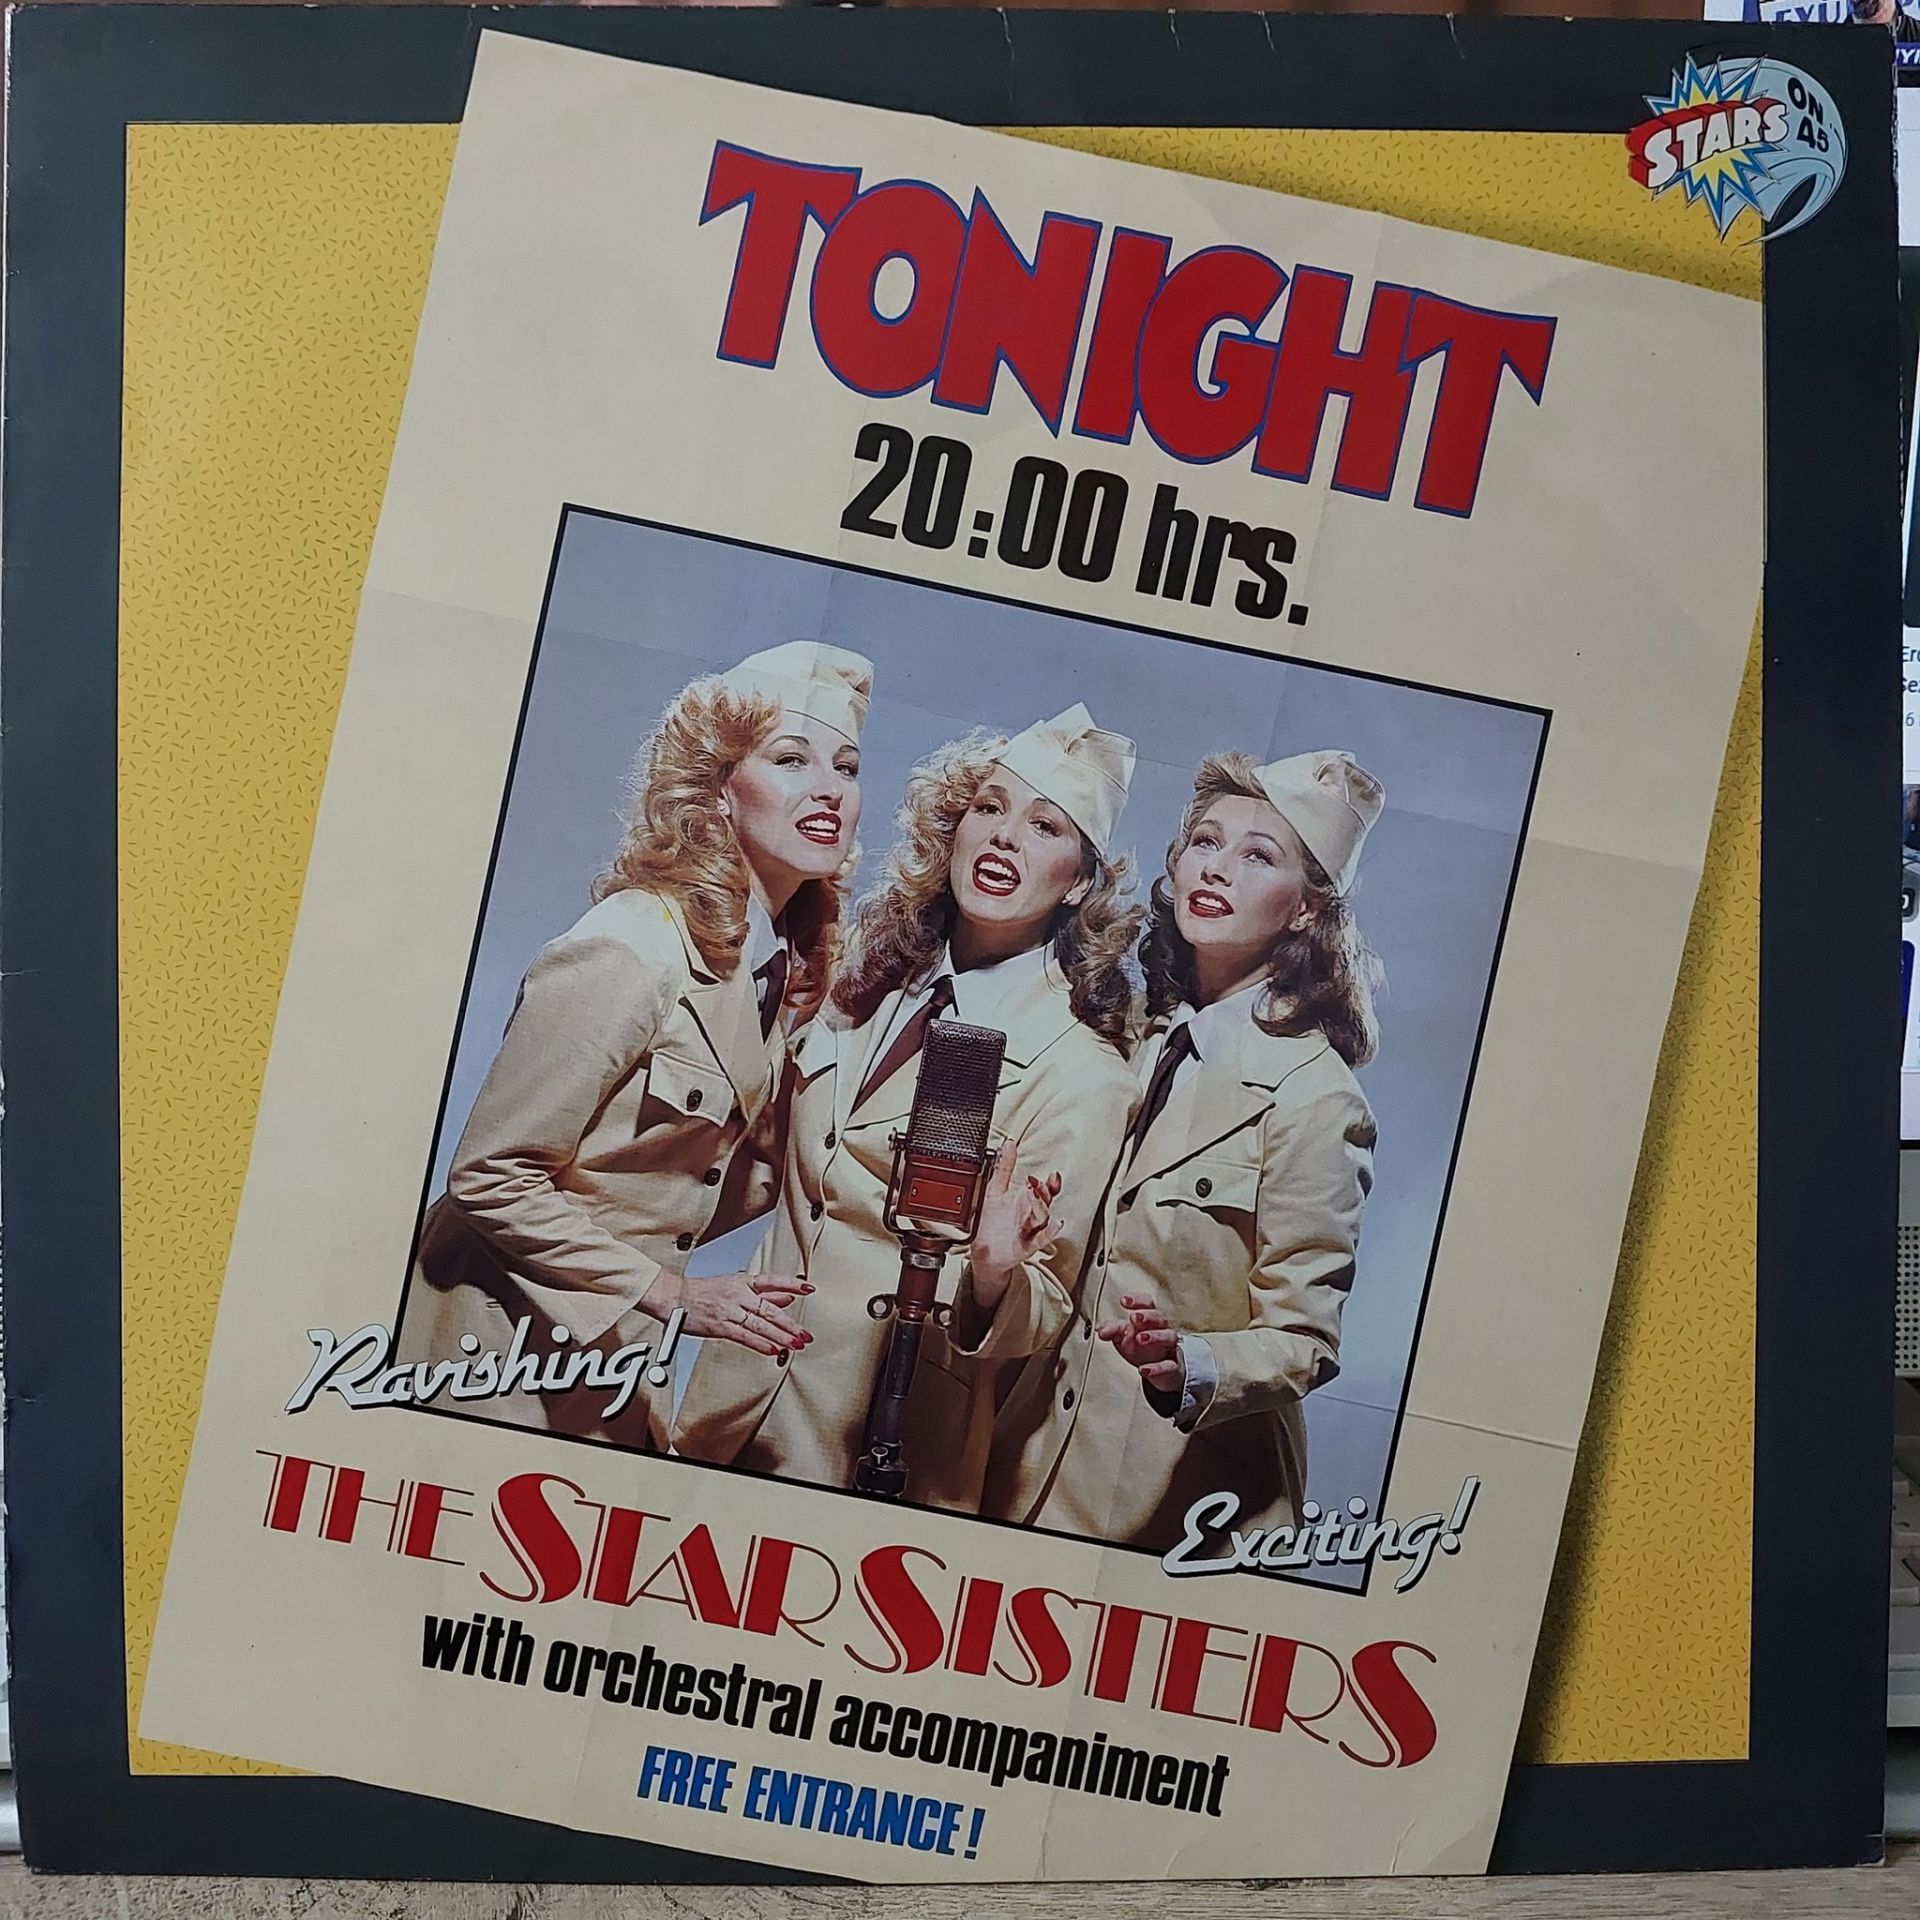 STARS ON 45
TONIGHT
20:00 hrs.
Ravishing!
Exciting!
THE STAR SISTERS
with orchestral accompaniment
FREE ENTRANCE!